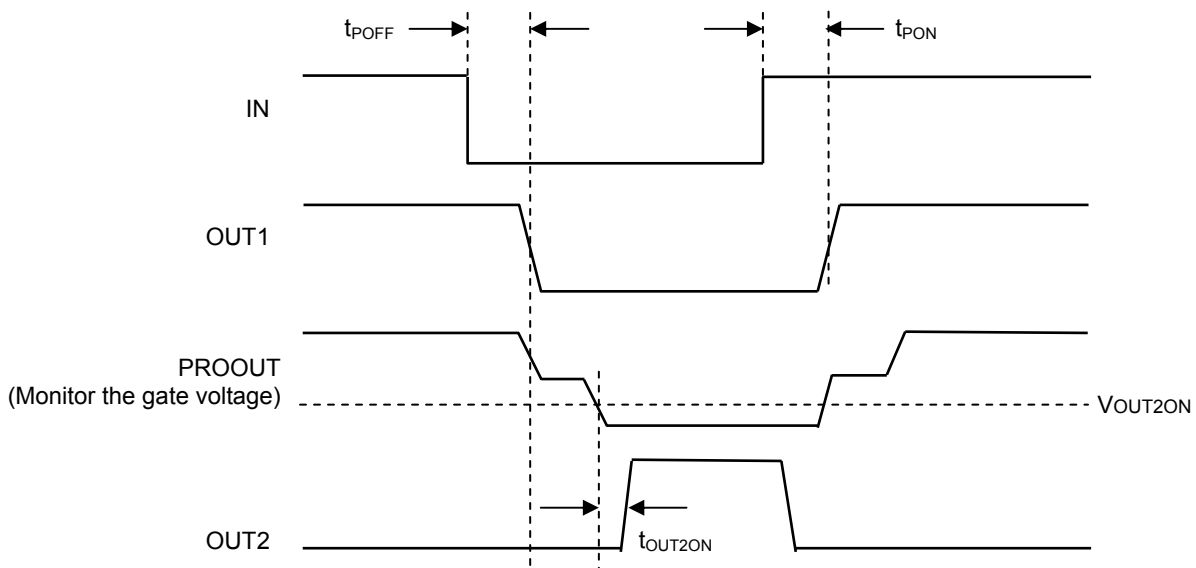 tPOFF
tPON
IN
OUT1
PROOUT
(Monitor the gate voltage)
VOUT2ON
OUT2
tOUT2ON